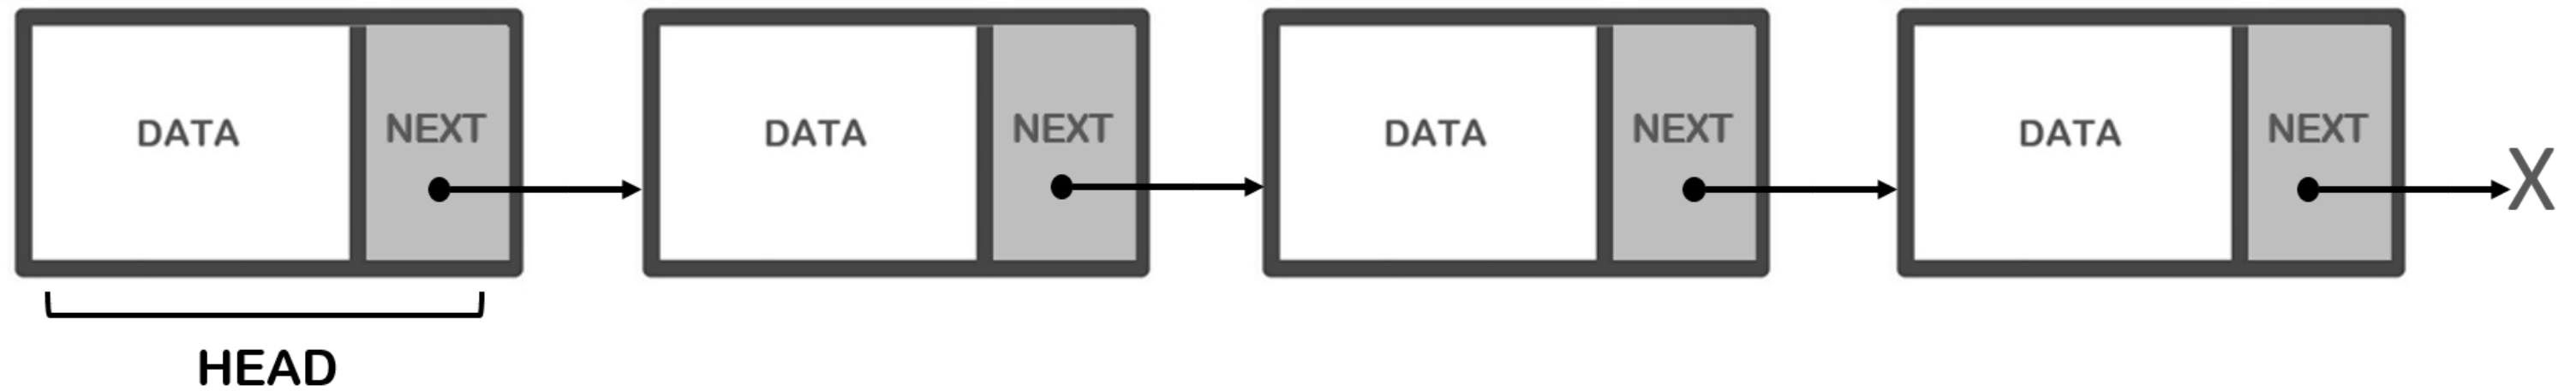 DATA NEXT DATA NEXT DATA NEXT DATA NEXT X
HEAD